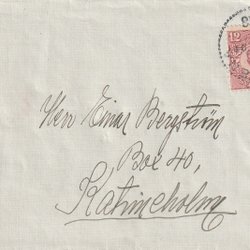 Herr Einar Bergström
Box 40,
Katrineholm